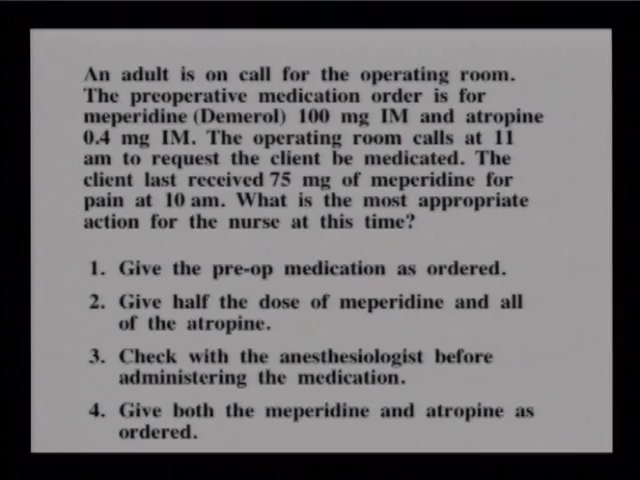 An adult is on call for the operating room.
The preoperative medication order is for
meperidine (Demerol) 100 mg IM and atropine
0.4 mg IM. The operating room calls at 11
am to request the client be medicated. The
client last received 75 mg of meperidine for
pain at 10 am. What is the most appropriate
action for the nurse at this time?
1. Give the pre-op medication as ordered.
2. Give half the dose of meperidine and all
of the atropine.
3. Check with the anesthesiologist before
administering the medication.
4. Give both the meperidine and atropine as
ordered.